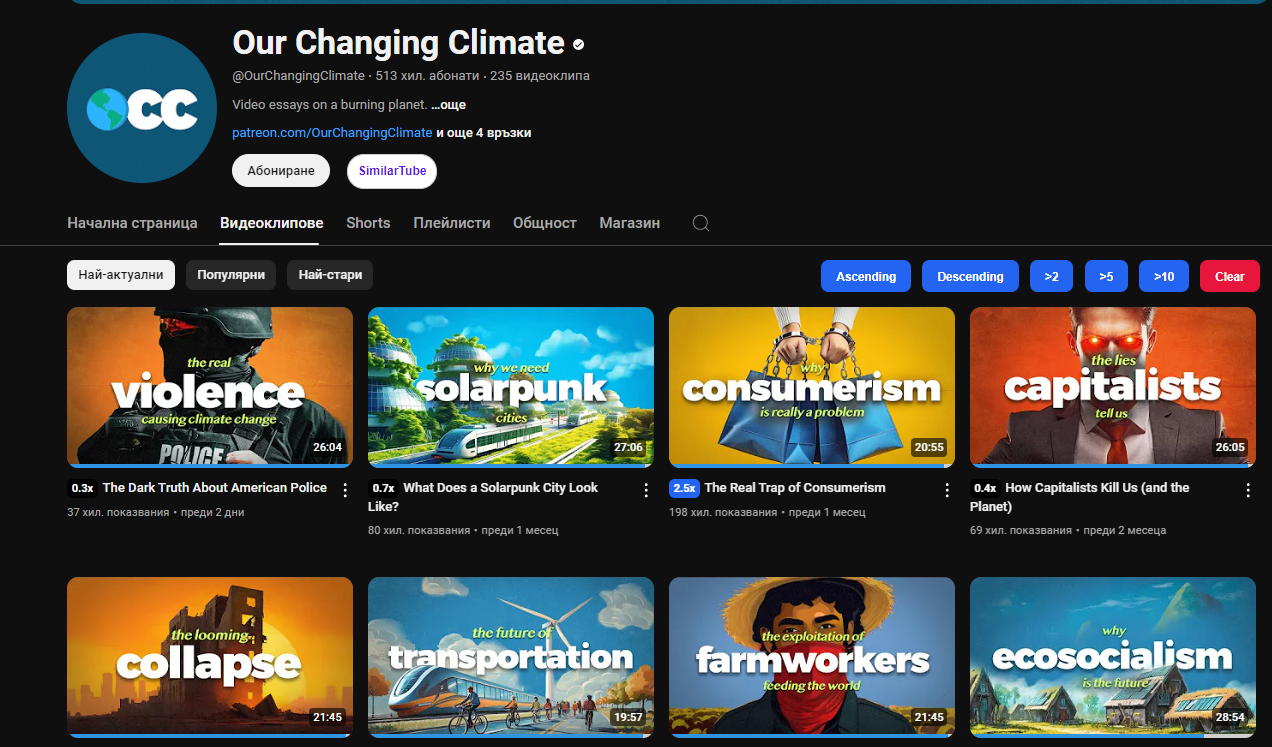 Our Changing Climate
@OurChangingClimate · 513 хил. абонати · 235 видеоклипа
Video essays on a burning planet. ...още
patreon.com/OurChangingClimate и още 4 връзки
Абониране SimilarTube
CC
Начална страница Видеоклипове Shorts Плейлисти Общност Магазин
Най-актуални Популярни Най-стари Ascending Descending >2 >5 >10 Clear
the real
violence
causing climate change
POLICE
26:04
why we need
solarpunk
cities
27:06
why
consumerism
is really a problem
20:55
the lies
capitalists
tell us
26:05
0.3x The Dark Truth About American Police
37 хил. показвания • преди 2 дни
0.7x What Does a Solarpunk City Look
Like?
80 хил. показвания • преди 1 месец
2.5x The Real Trap of Consumerism
198 хил. показвания • преди 1 месец
0.4x How Capitalists Kill Us (and the
Planet)
69 хил. показвания • преди 2 месеца
the looming
collapse
21:45
the future of
transportation
19:57
the exploitation of
farmworkers
feeding the world
21:45
why
ecosocialism
is the future
28:54